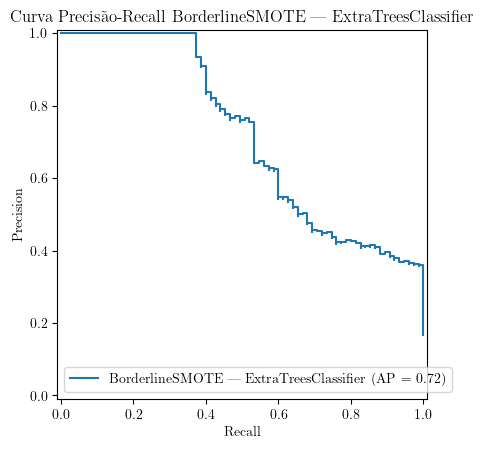 Curva Precisão-Recall BorderlineSMOTE — ExtraTreesClassifier
1.0
0.8
0.6
0.4
0.2
0.0
Precision
BorderlineSMOTE — ExtraTreesClassifier (AP = 0.72)
0.0 0.2 0.4 0.6 0.8 1.0
Recall